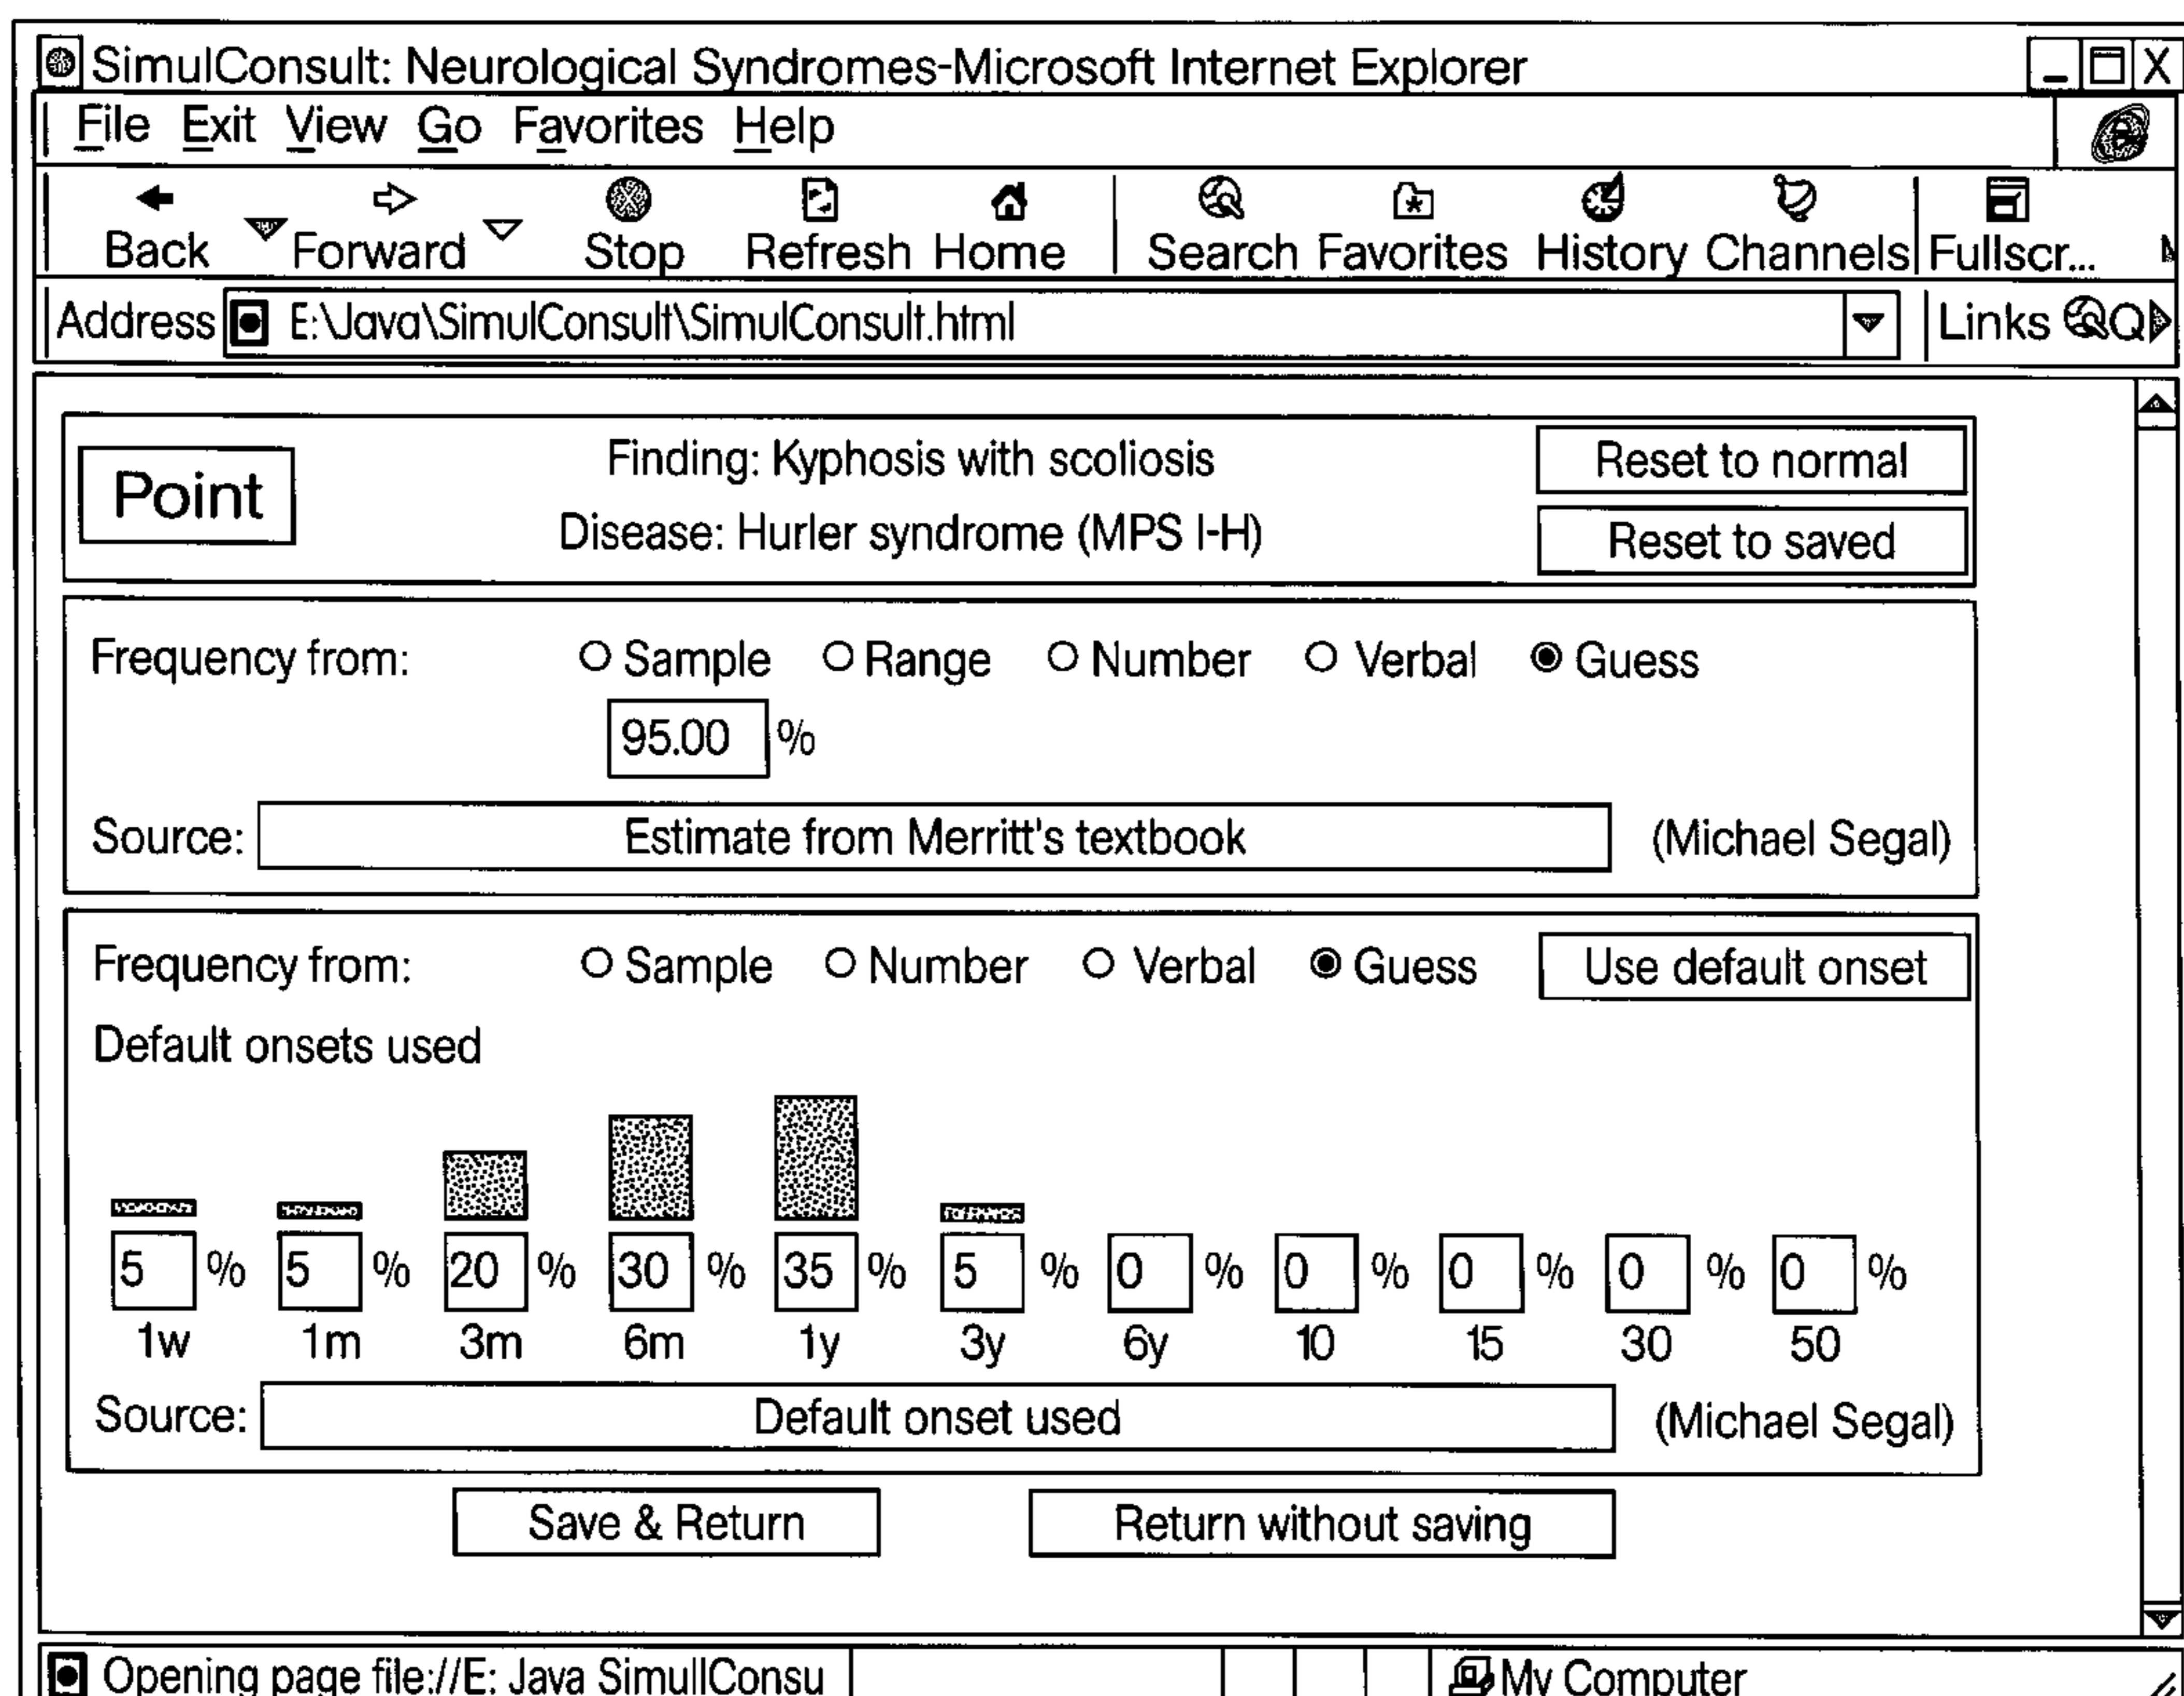 SimulConsult: Neurological Syndromes-Microsoft Internet Explorer
File Exit View Go Favorites Help
Back Forward Stop Refresh Home Search Favorites History Channels Fullscr...
Address E:\Java\SimulConsult\SimulConsult.html Links
Point
Finding: Kyphosis with scoliosis
Disease: Hurler syndrome (MPS I-H)
Reset to normal
Reset to saved
Frequency from: Sample Range Number Verbal Guess
95.00 %
Source: Estimate from Merritt's textbook (Michael Segal)
Frequency from: Sample Number Verbal Guess Use default onset
Default onsets used
5 % 5 % 20 % 30 % 35 % 5 % 0 % 0 % 0 % 0 % 0 %
1w 1m 3m 6m 1y 3y 6y 10 15 30 50
Source: Default onset used (Michael Segal)
Save & Return Return without saving
Opening page file://E: Java SimullConsu My Computer